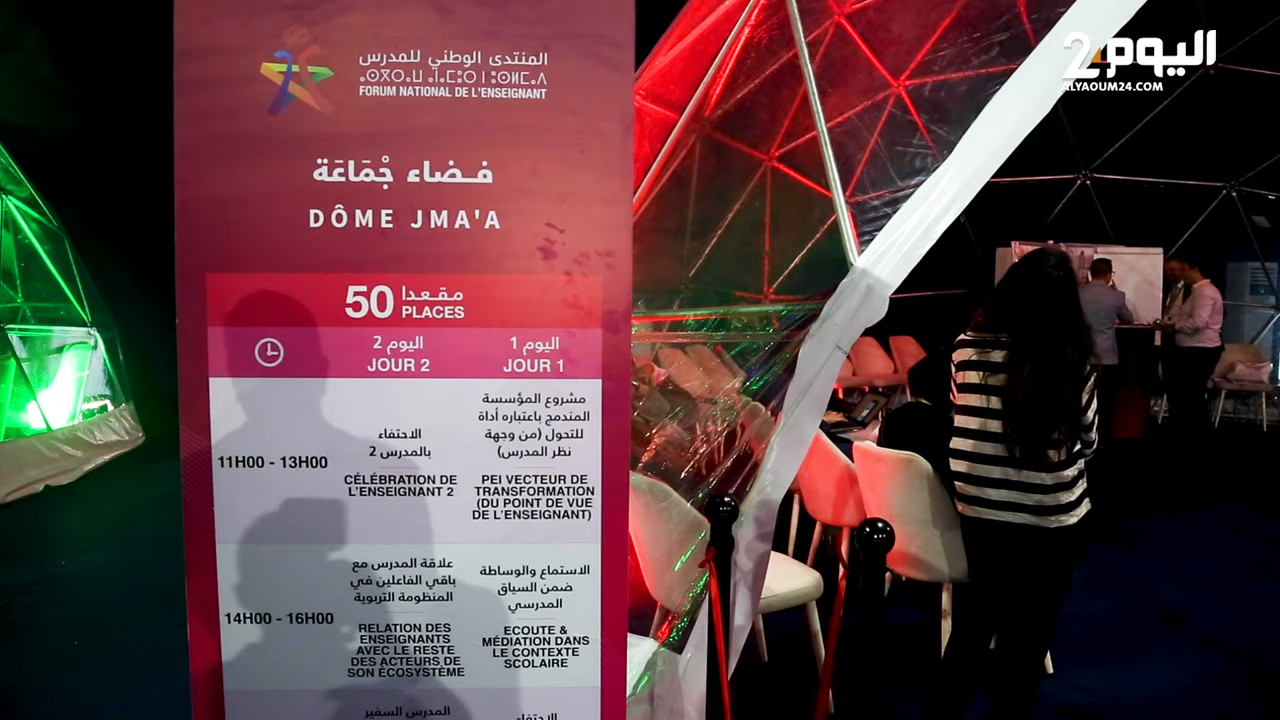 المنتدى الوطني للمدرس
ⴰⵙⴳⵔⴰⵡ ⴰⵏⴰⵎⵓⵔ ⵏ ⵓⵙⵍⵎⴰⴷ
FORUM NATIONAL DE L'ENSEIGNANT
اليوم 24
ALYAOUM24.COM
فضاء جْمَاعَة
DÔME JMA'A
50 مقعدا
PLACES
اليوم 1
JOUR 1
اليوم 2
JOUR 2
مشروع المؤسسة
المندمج باعتباره أداة
للتحول (من وجهة
نظر المدرس)
PEI VECTEUR DE
TRANSFORMATION
(DU POINT DE VUE
DE L'ENSEIGNANT)
الاحتفاء
بالمدرس 2
CÉLÉBRATION DE
L'ENSEIGNANT 2
11H00 - 13H00
الاستماع والوساطة
ضمن السياق
المدرسي
ECOUTE &
MÉDIATION DANS
LE CONTEXTE
SCOLAIRE
علاقة المدرس مع
باقي الفاعلين في
المنظومة التربوية
RELATION DES
ENSEIGNANTS
AVEC LE RESTE
DES ACTEURS DE
SON ÉCOSYSTÈME
14H00 - 16H00
الاحتفاء
المدرس السفير